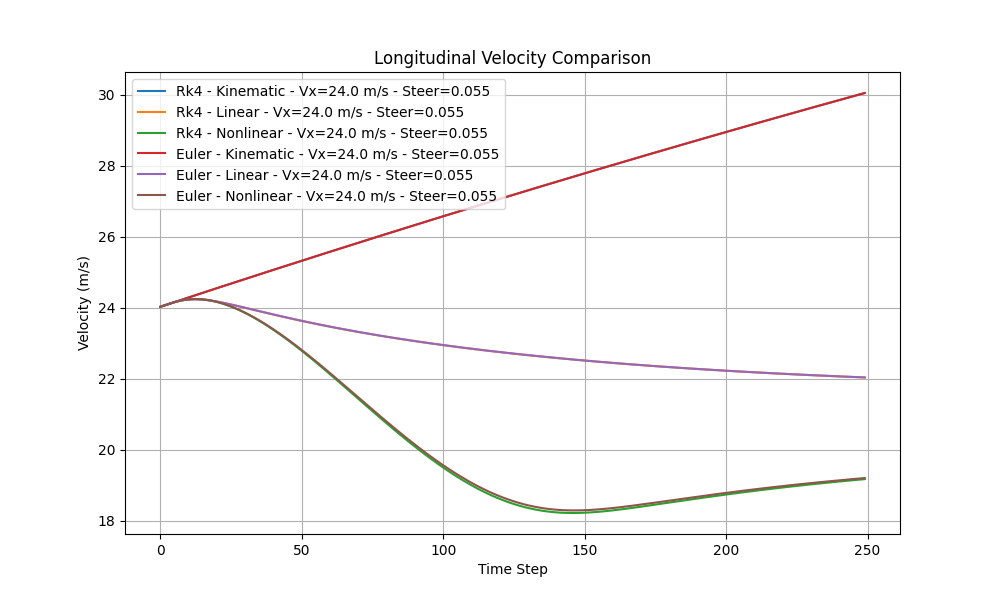 Longitudinal Velocity Comparison
Rk4 - Kinematic - Vx=24.0 m/s - Steer=0.055
Rk4 - Linear - Vx=24.0 m/s - Steer=0.055
Rk4 - Nonlinear - Vx=24.0 m/s - Steer=0.055
Euler - Kinematic - Vx=24.0 m/s - Steer=0.055
Euler - Linear - Vx=24.0 m/s - Steer=0.055
Euler - Nonlinear - Vx=24.0 m/s - Steer=0.055
Velocity (m/s)
30
28
26
24
22
20
18
0 50 100 150 200 250
Time Step